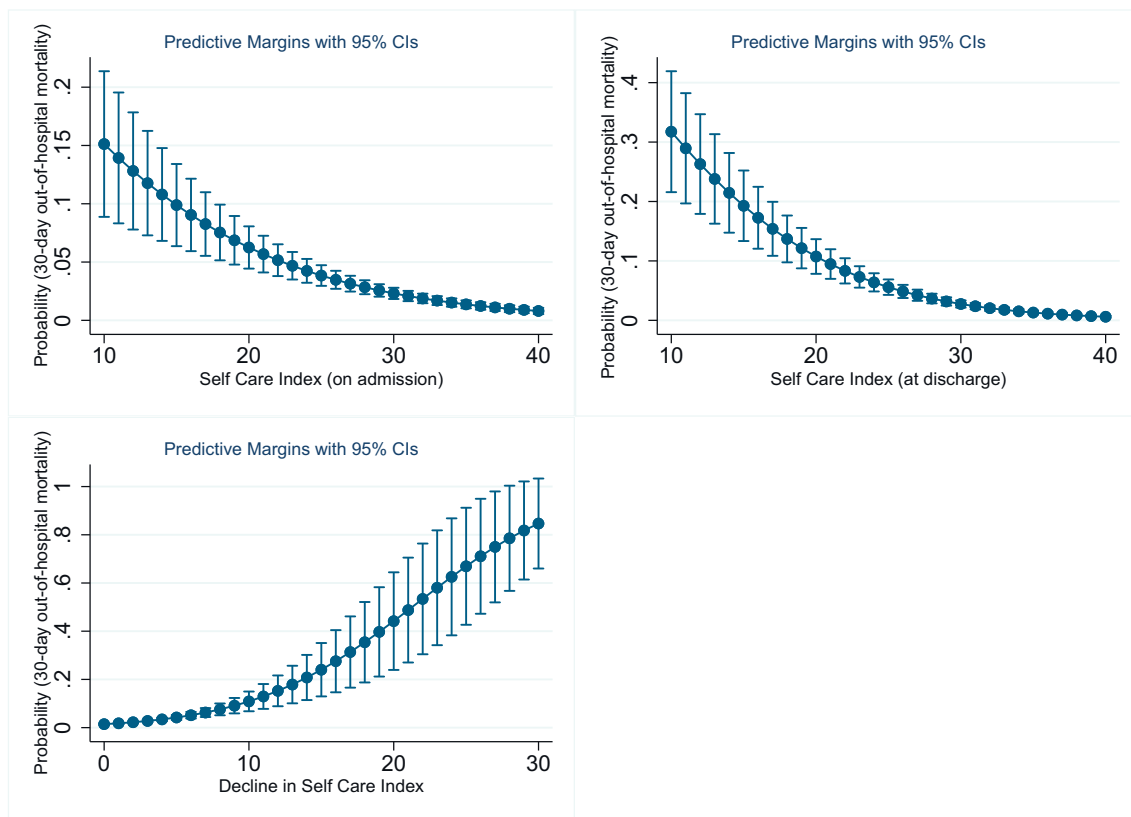 Predictive Margins with 95% CIs
Probability (30-day out-of-hospital mortality)
.2
.15
.1
.05
0
10 20 30 40
Self Care Index (on admission)
Predictive Margins with 95% CIs
Probability (30-day out-of-hospital mortality)
.4
.3
.2
.1
0
10 20 30 40
Self Care Index (at discharge)
Predictive Margins with 95% CIs
Probability (30-day out-of-hospital mortality)
1
.8
.6
.4
.2
0
0 10 20 30
Decline in Self Care Index